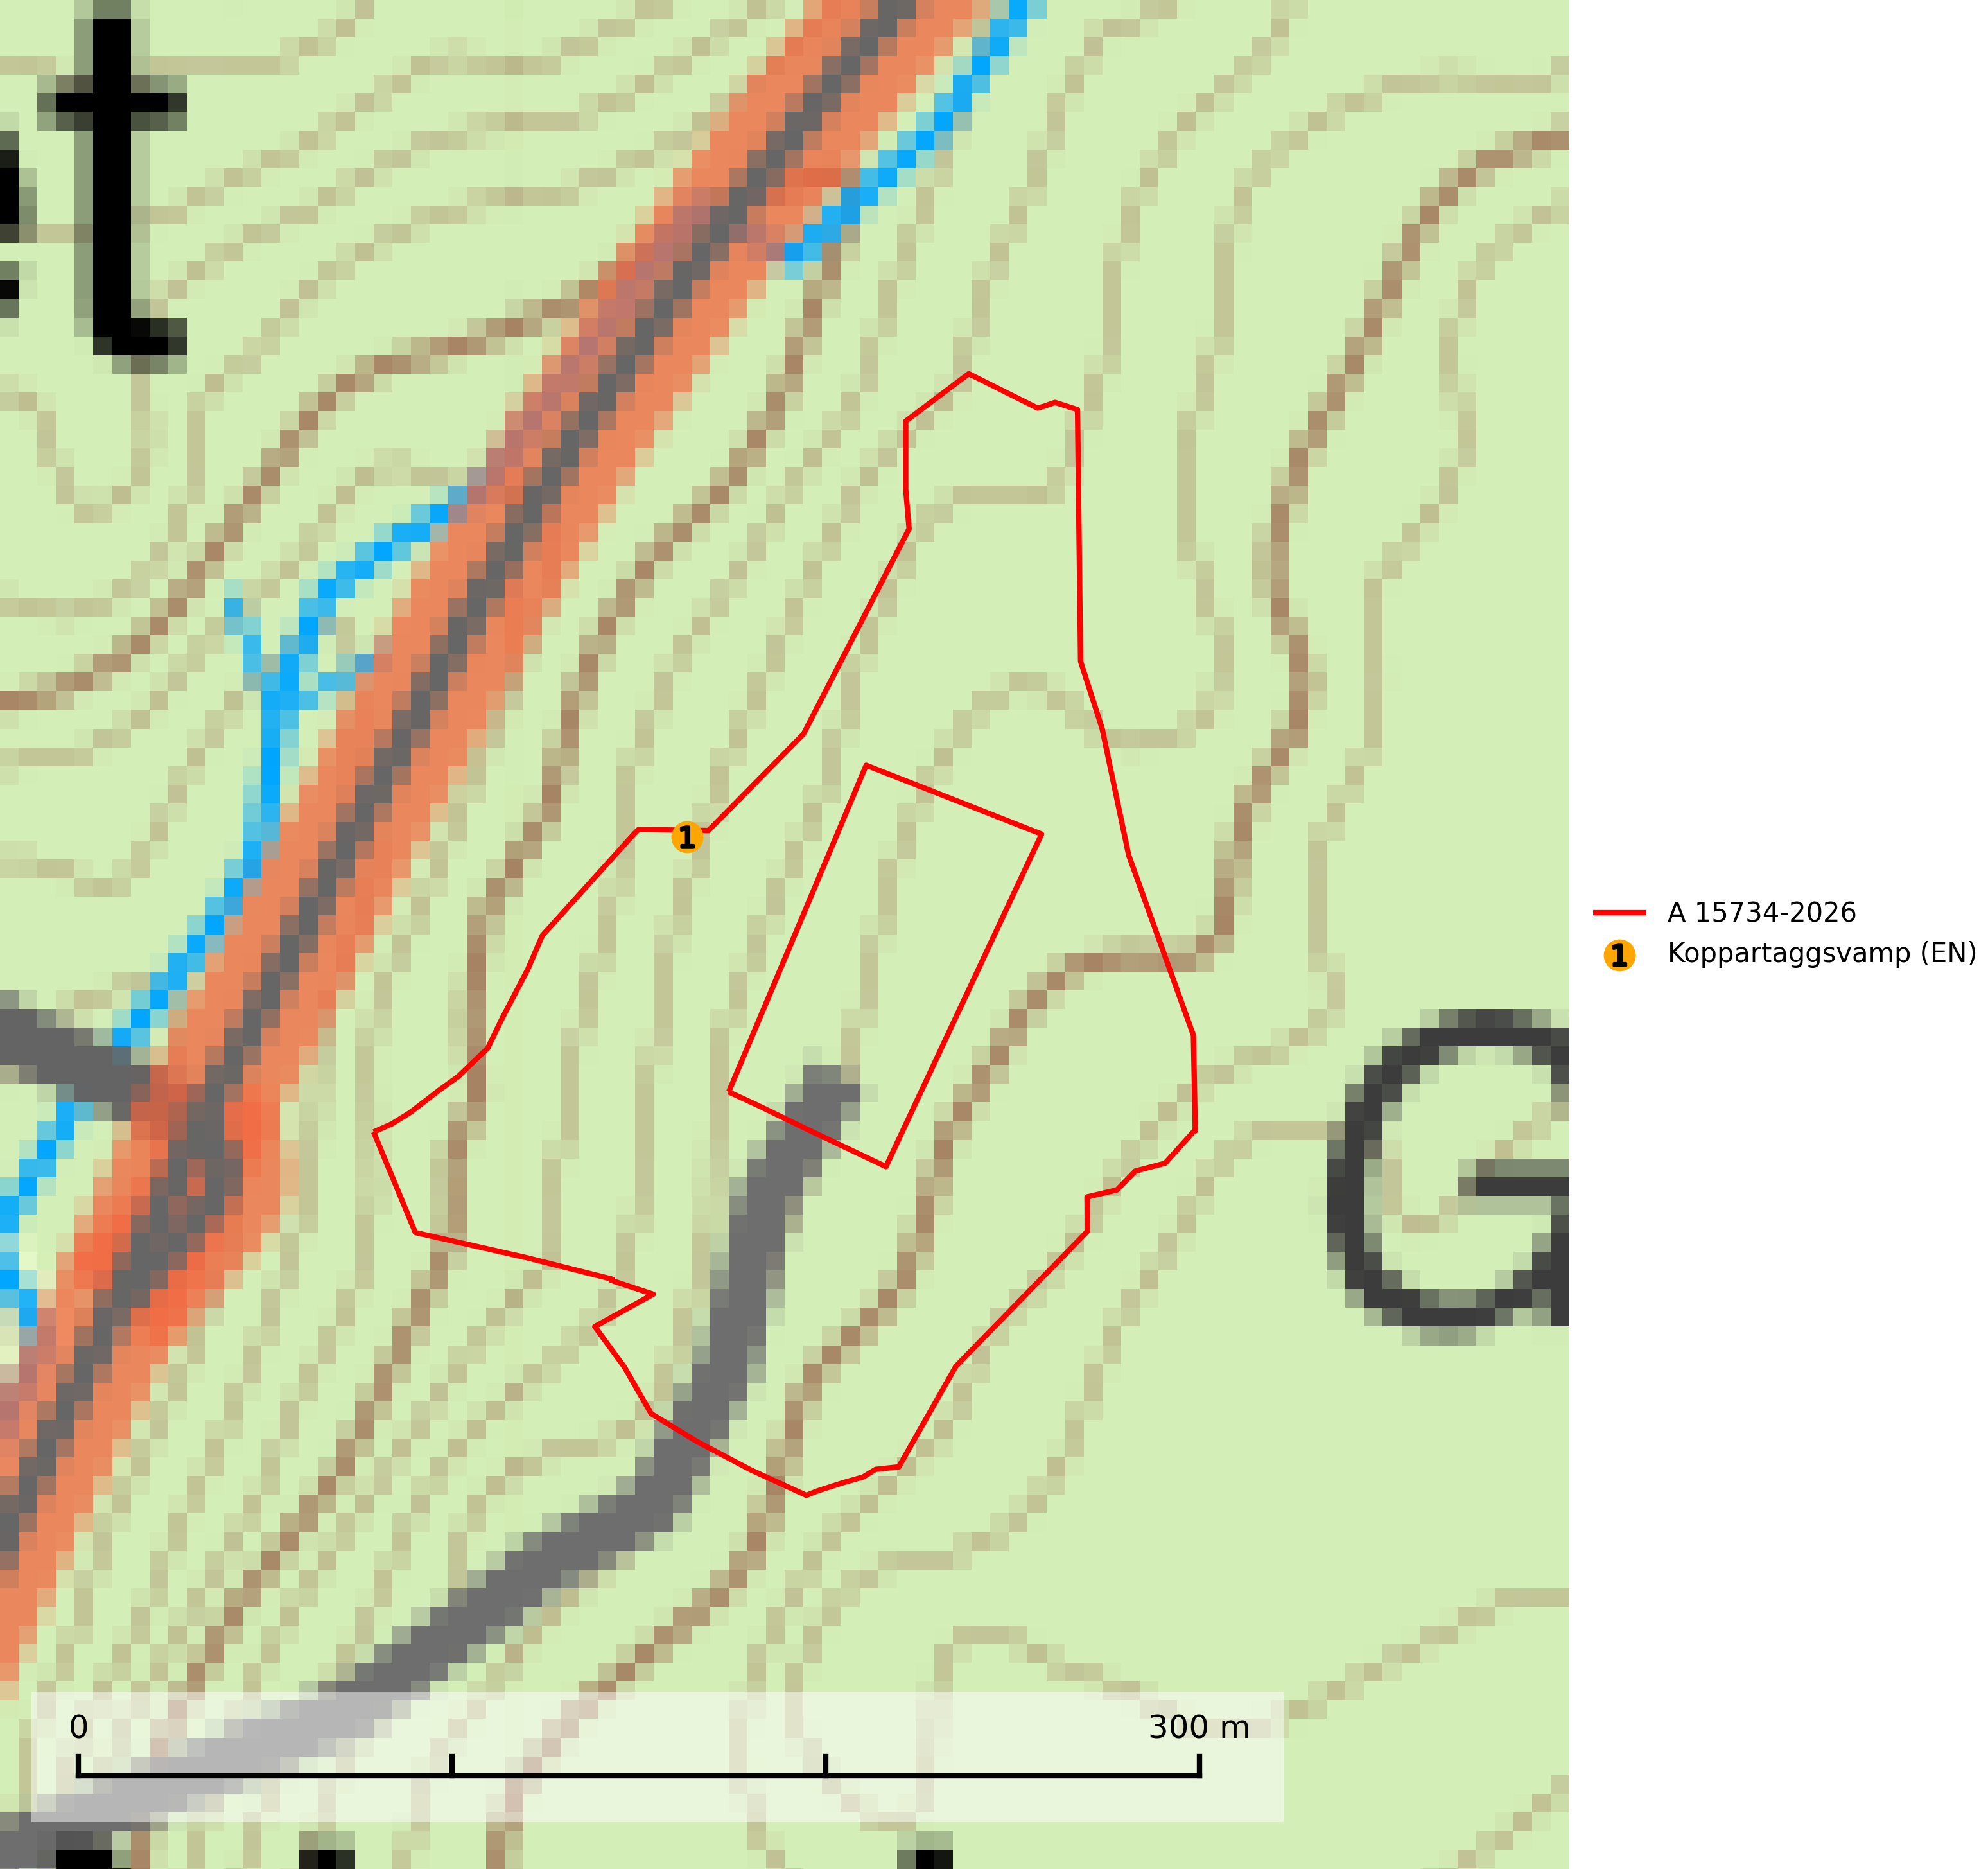 t
1
A 15734-2026
1 Koppartaggsvamp (EN)
G
0 300 m